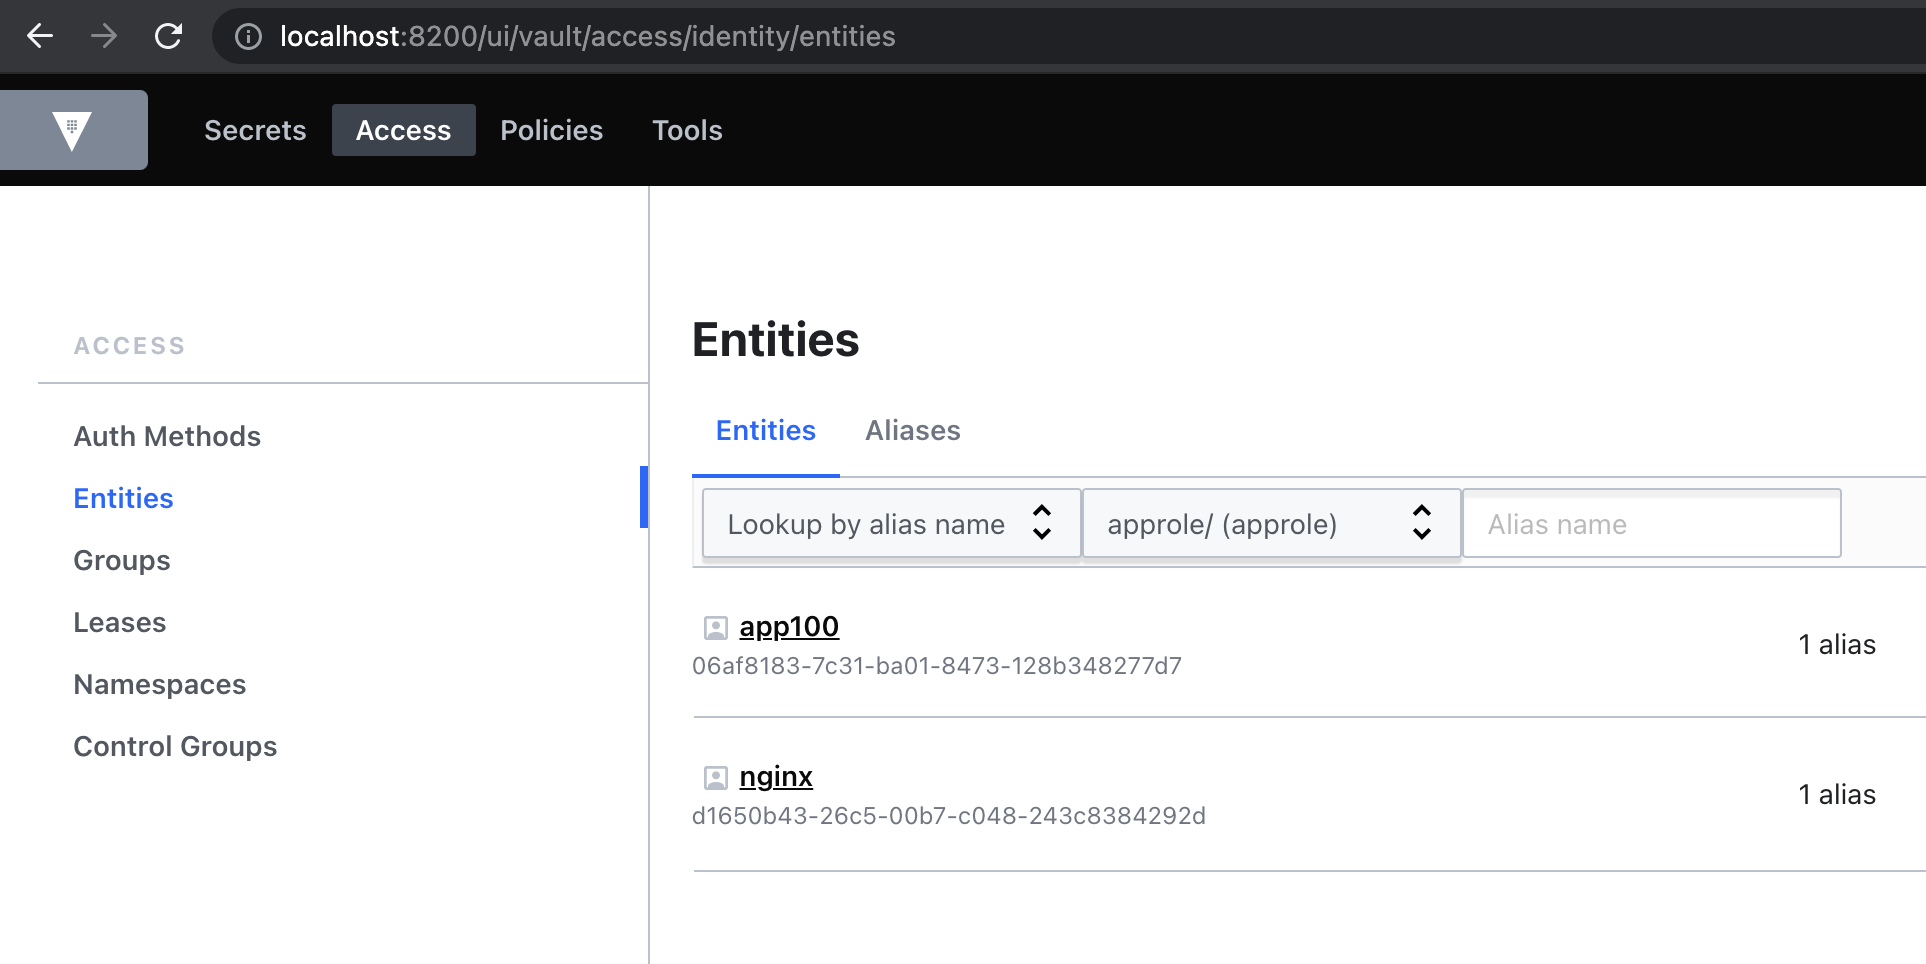 localhost:8200/ui/vault/access/identity/entities
Secrets Access Policies Tools
ACCESS
Auth Methods
Entities
Groups
Leases
Namespaces
Control Groups
Entities
Entities Aliases
Lookup by alias name approle/ (approle) Alias name
app100
06af8183-7c31-ba01-8473-128b348277d7
1 alias
nginx
d1650b43-26c5-00b7-c048-243c8384292d
1 alias